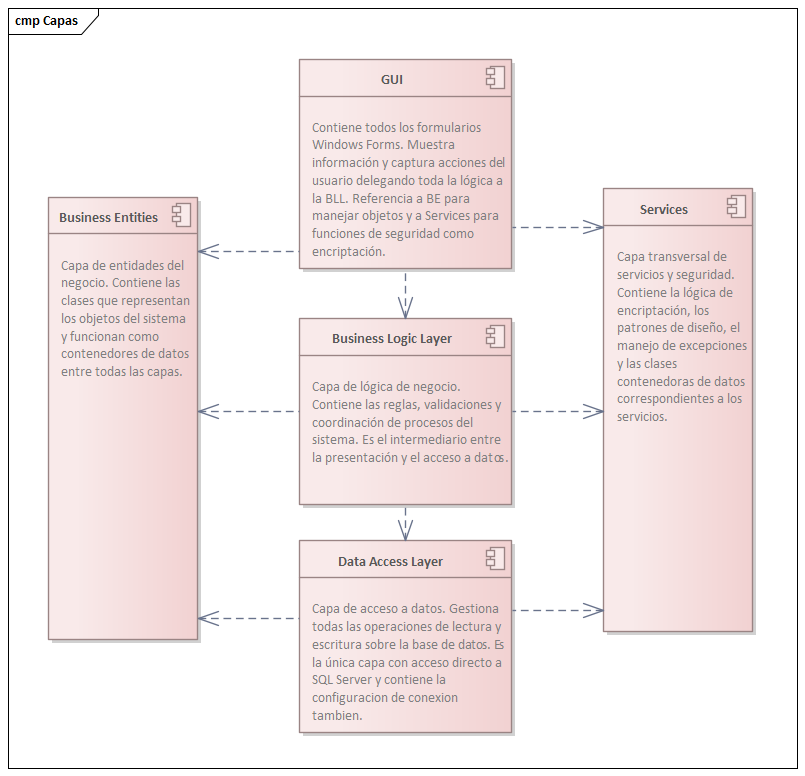 cmp Capas
GUI
Contiene todos los formularios
Windows Forms. Muestra
información y captura acciones del
usuario delegando toda la lógica a
la BLL. Referencia a BE para
manejar objetos y a Services para
funciones de seguridad como
encriptación.
Business Entities
Capa de entidades del
negocio. Contiene las
clases que representan
los objetos del sistema
y funcionan como
contenedores de datos
entre todas las capas.
Services
Capa transversal de
servicios y seguridad.
Contiene la lógica de
encriptación, los
patrones de diseño, el
manejo de excepciones
y las clases
contenedoras de datos
correspondientes a los
servicios.
Business Logic Layer
Capa de lógica de negocio.
Contiene las reglas, validaciones y
coordinación de procesos del
sistema. Es el intermediario entre
la presentación y el acceso a datos.
Data Access Layer
Capa de acceso a datos. Gestiona
todas las operaciones de lectura y
escritura sobre la base de datos. Es
la única capa con acceso directo a
SQL Server y contiene la
configuracion de conexion
tambien.